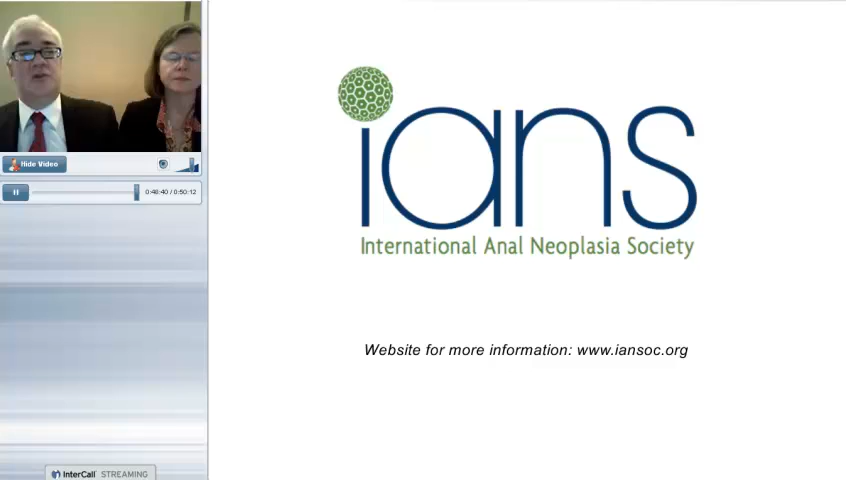 Hide Video
0:48:40 / 0:50:12
ians
International Anal Neoplasia Society
Website for more information: www.iansoc.org
InterCall STREAMING